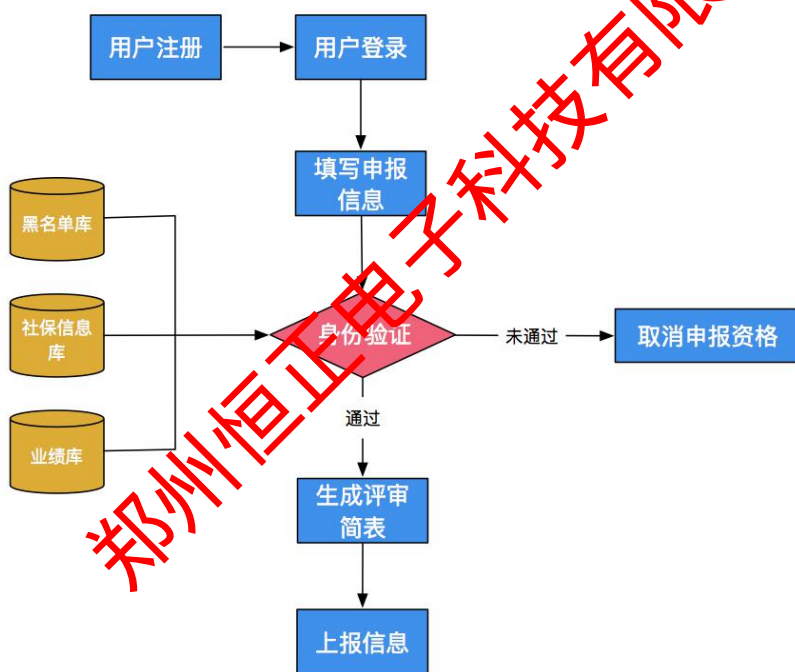 用户注册
用户登录
填写申报
信息
黑名单库
社保信息
库
身份验证
未通过
取消申报资格
通过
业绩库
生成评审
简表
上报信息
郑州恒正电子科技有限